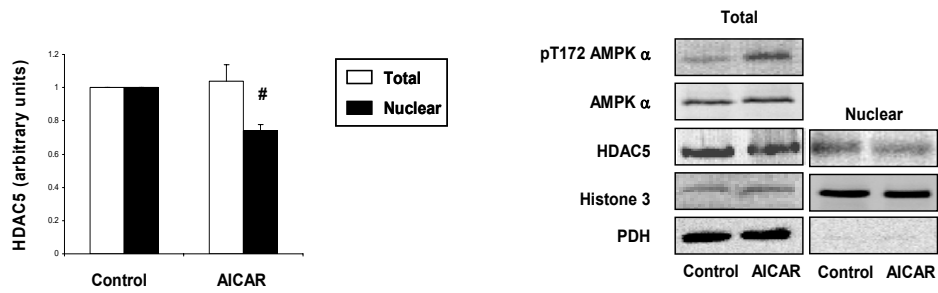 HDAC5 (arbitrary units)
1.2
1
0.8
0.6
0.4
0.2
0
#
Control
AICAR
Total
Nuclear
Total
pT172 AMPK α
AMPK α
Nuclear
HDAC5
Histone 3
PDH
Control AICAR Control AICAR